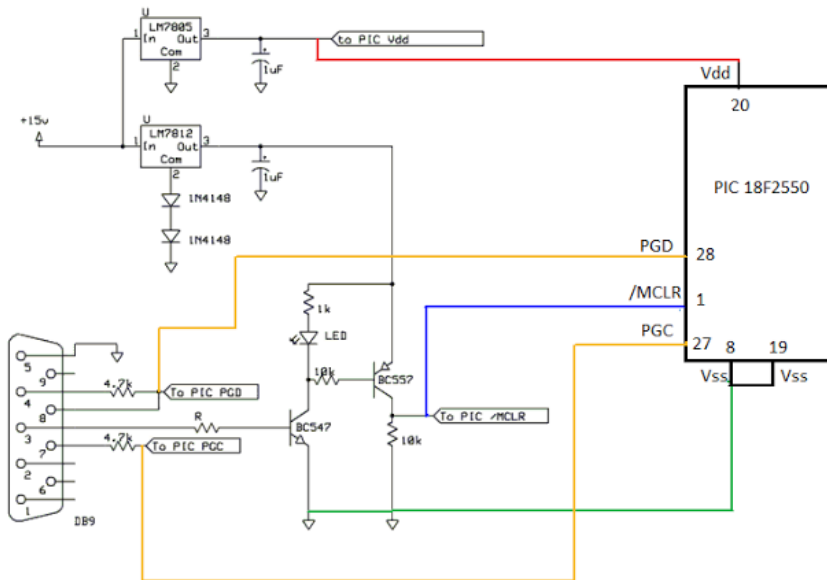 U
LM7805
1 In Out 3
Com
2
1uF
to PIC Vdd
Vdd
20
+15v
U
LM7812
1 In Out 3
Com
2
1uF
1N4148
1N4148
PIC 18F2550
PGD
28
/MCLR
1
PGC
27
8
19
Vss
Vss
1k
LED
10k
BC557
To PIC /MCLR
10k
5
9
4.7k
To PIC PGD
4
8
R
BC547
3
4.7k
To PIC PGC
7
2
6
1
DB9